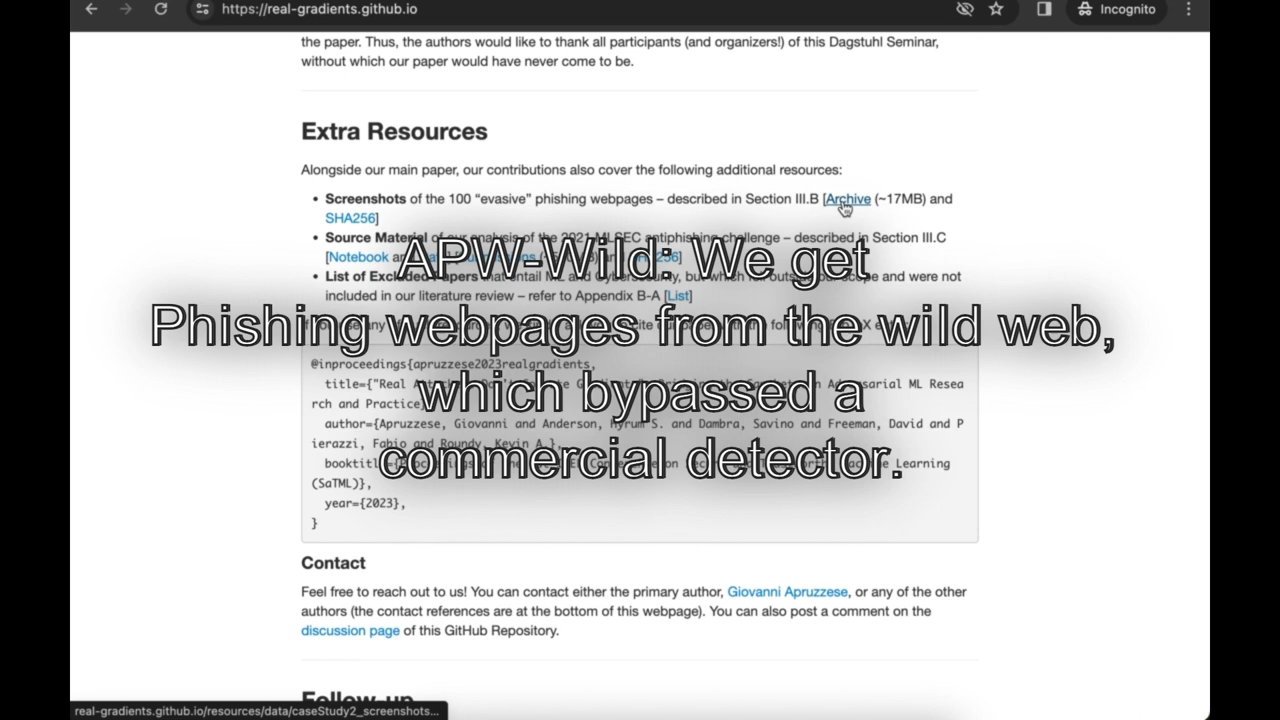 https://real-gradients.github.io
Incognito
the paper. Thus, the authors would like to thank all participants (and organizers!) of this Dagstuhl Seminar,
without which our paper would have never come to be.
Extra Resources
Alongside our main paper, our contributions also cover the following additional resources:
• Screenshots of the 100 “evasive” phishing webpages – described in Section III.B [Archive (~17MB) and
SHA256]
• Source Material of our analysis of the 2021 MLSEC antiphishing challenge – described in Section III.C
[Notebook and
• List of Excluded Papers that entail ML and Cybersecurity, but which fall outside our scope and were not
included in our literature review – refer to Appendix B-A [List]
APW-Wild: We get
Phishing webpages from the wild web,
which bypassed a
commercial detector.
@inproceedings{apruzzese2023realgradients,
title={"Real Adversarial ML Resea
rch and Practice
author={Apruzzese, Giovanni and Anderson, Hyrum S. and Dambra, Savino and Freeman, David and P
ierazzi, Fabio and Roundy, Kevin A.},
booktitle Learning
(SaTML)},
year={2023},
}
Contact
Feel free to reach out to us! You can contact either the primary author, Giovanni Apruzzese, or any of the other
authors (the contact references are at the bottom of this webpage). You can also post a comment on the
discussion page of this GitHub Repository.
Follow-up
real-gradients.github.io/resources/data/caseStudy2_screenshots...